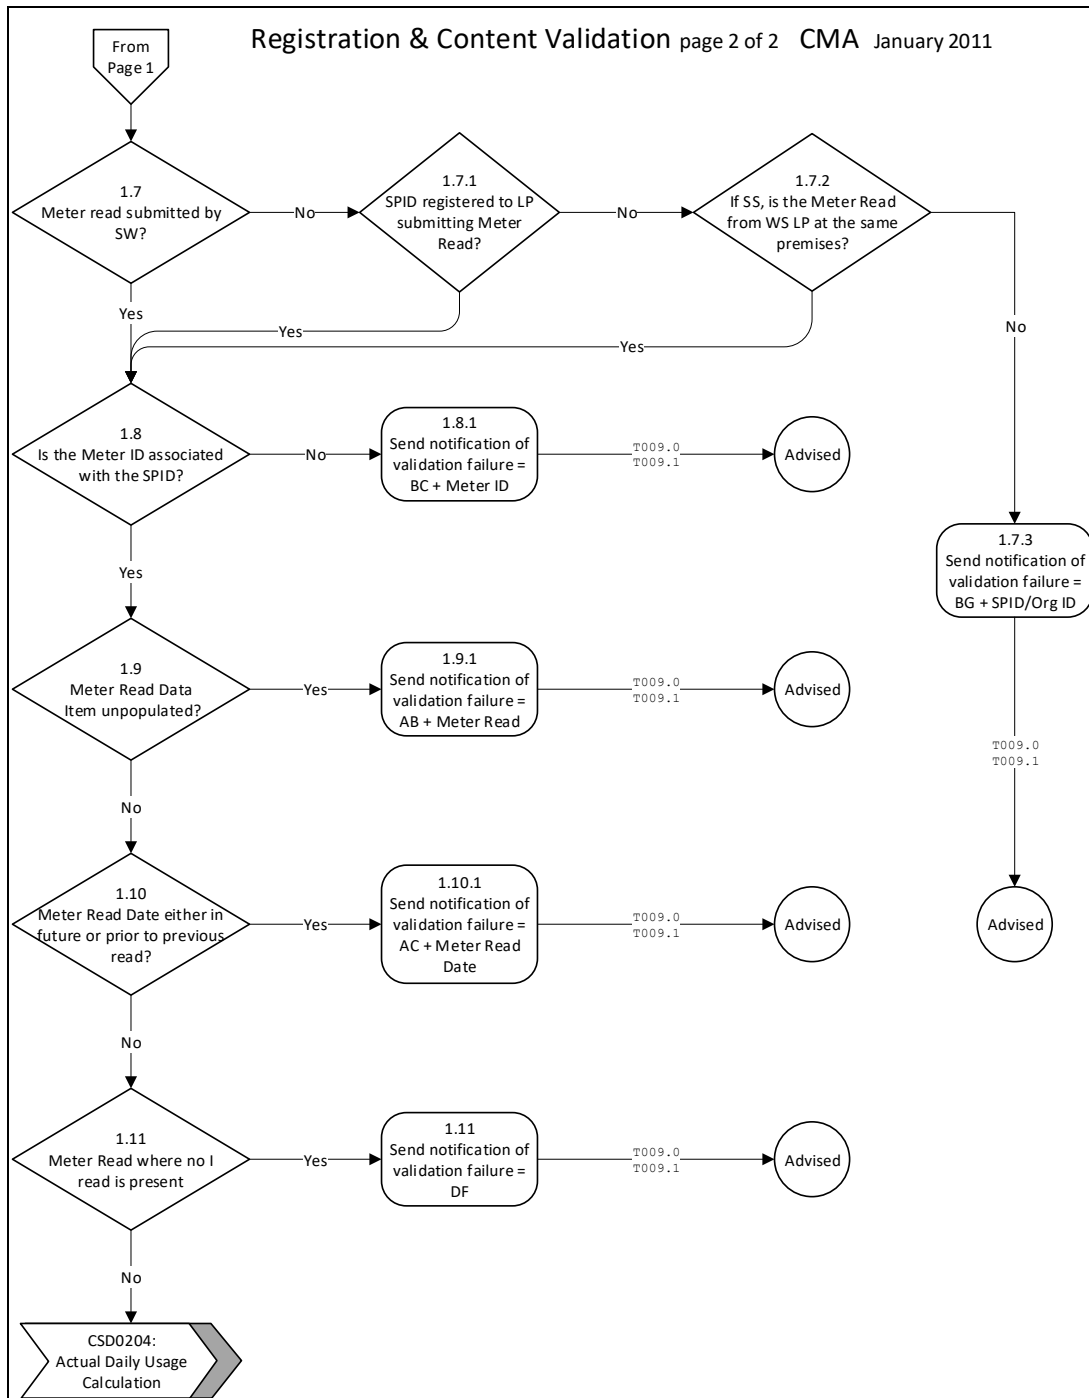 Registration & Content Validation page 2 of 2 CMA January 2011
From
Page 1
1.7
Meter read submitted by
SW?
No
1.7.1
SPID registered to LP
submitting Meter
Read?
No
1.7.2
If SS, is the Meter Read
from WS LP at the same
premises?
Yes
Yes
Yes
No
1.8
Is the Meter ID associated
with the SPID?
No
1.8.1
Send notification of
validation failure =
BC + Meter ID
T009.0
T009.1
Advised
1.7.3
Send notification of
validation failure =
BG + SPID/Org ID
Yes
1.9
Meter Read Data
Item unpopulated?
Yes
1.9.1
Send notification of
validation failure =
AB + Meter Read
T009.0
T009.1
Advised
T009.0
T009.1
No
1.10
Meter Read Date either in
future or prior to previous
read?
Yes
1.10.1
Send notification of
validation failure =
AC + Meter Read
Date
T009.0
T009.1
Advised
Advised
No
1.11
Meter Read where no I
read is present
Yes
1.11
Send notification of
validation failure =
DF
T009.0
T009.1
Advised
No
CSD0204:
Actual Daily Usage
Calculation